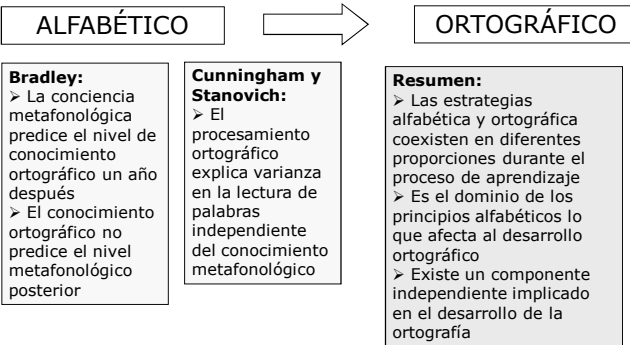 ALFABÉTICO
ORTOGRÁFICO
Bradley:
➢ La conciencia
metafonológica
predice el nivel de
conocimiento
ortográfico un año
después
➢ El conocimiento
ortográfico no
predice el nivel
metafonológico
posterior
Cunningham y
Stanovich:
➢ El
procesamiento
ortográfico
explica varianza
en la lectura de
palabras
independiente
del conocimiento
metafonológico
Resumen:
➢ Las estrategias
alfabética y ortográfica
coexisten en diferentes
proporciones durante el
proceso de aprendizaje
➢ Es el dominio de los
principios alfabéticos lo
que afecta al desarrollo
ortográfico
➢ Existe un componente
independiente implicado
en el desarrollo de la
ortografía